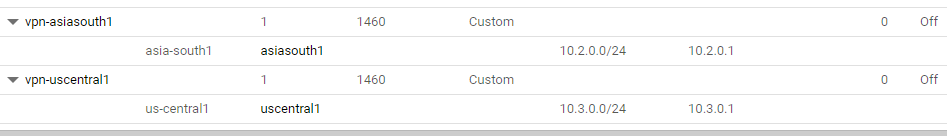 vpn-asiasouth1 1 1460 Custom 0 Off
asia-south1 asiasouth1 10.2.0.0/24 10.2.0.1
vpn-uscentral1 1 1460 Custom 0 Off
us-central1 uscentral1 10.3.0.0/24 10.3.0.1